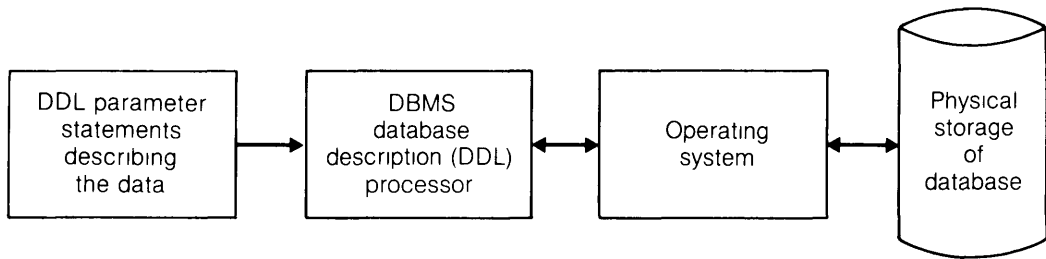 DDL parameter
statements
describing
the data
DBMS
database
description (DDL)
processor
Operating
system
Physical
storage
of
database